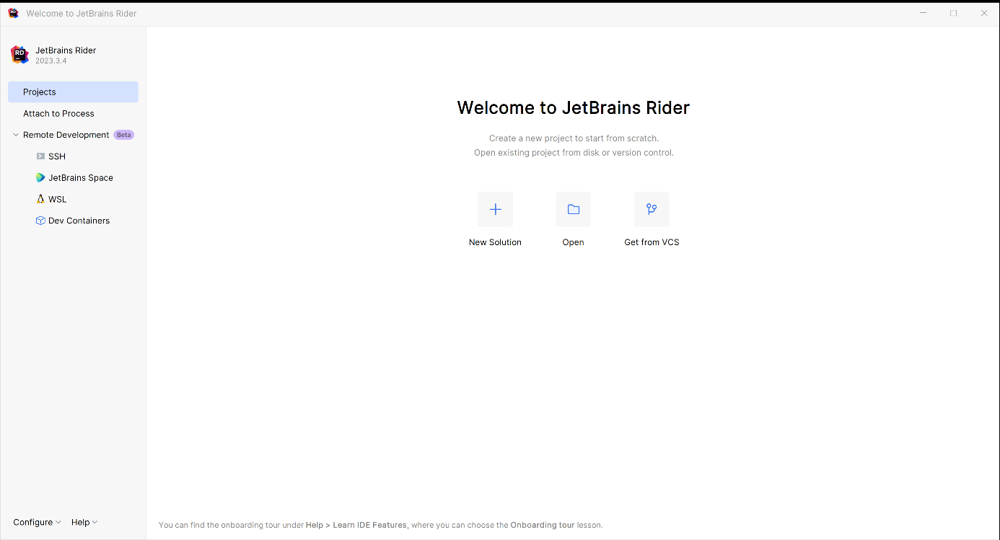 RD
Welcome to JetBrains Rider
RD
JetBrains Rider
2023.3.4
Projects
Attach to Process
Remote Development Beta
SSH
JetBrains Space
WSL
Dev Containers
Configure Help
Welcome to JetBrains Rider
Create a new project to start from scratch.
Open existing project from disk or version control.
New Solution Open Get from VCS
You can find the onboarding tour under Help > Learn IDE Features, where you can choose the Onboarding tour lesson.